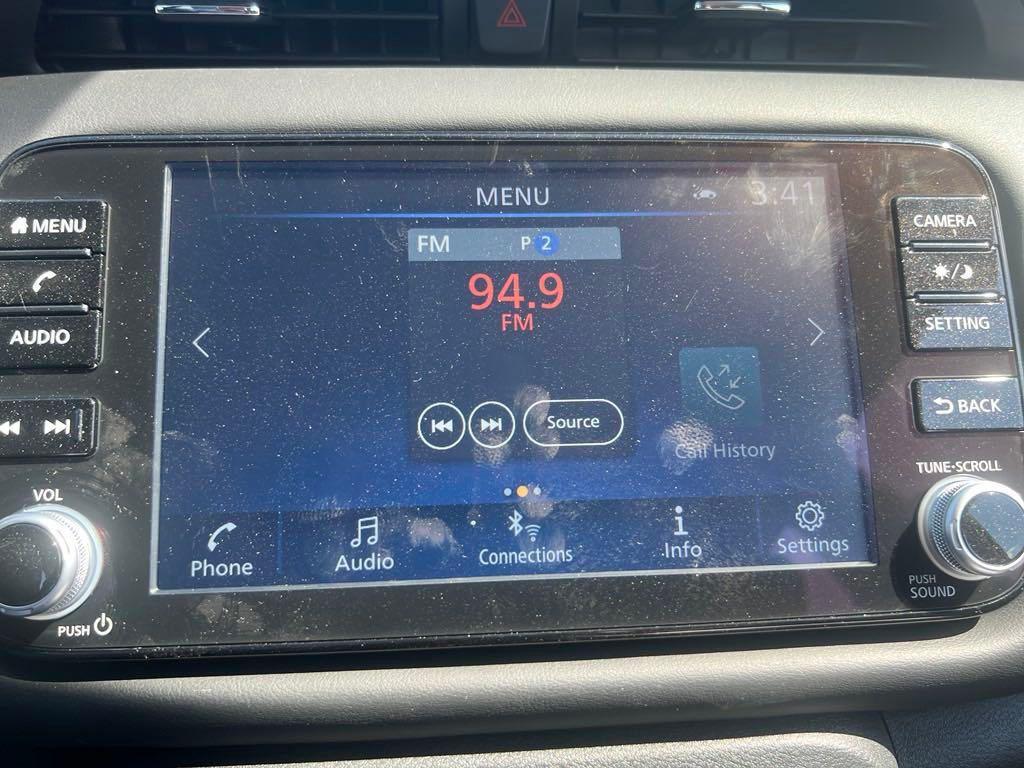 MENU
AUDIO
VOL
PUSH
MENU
3:41
FM P 2
94.9
FM
Source
Call History
Phone
Audio
Connections
Info
Settings
CAMERA
SETTING
BACK
TUNE·SCROLL
PUSH
SOUND